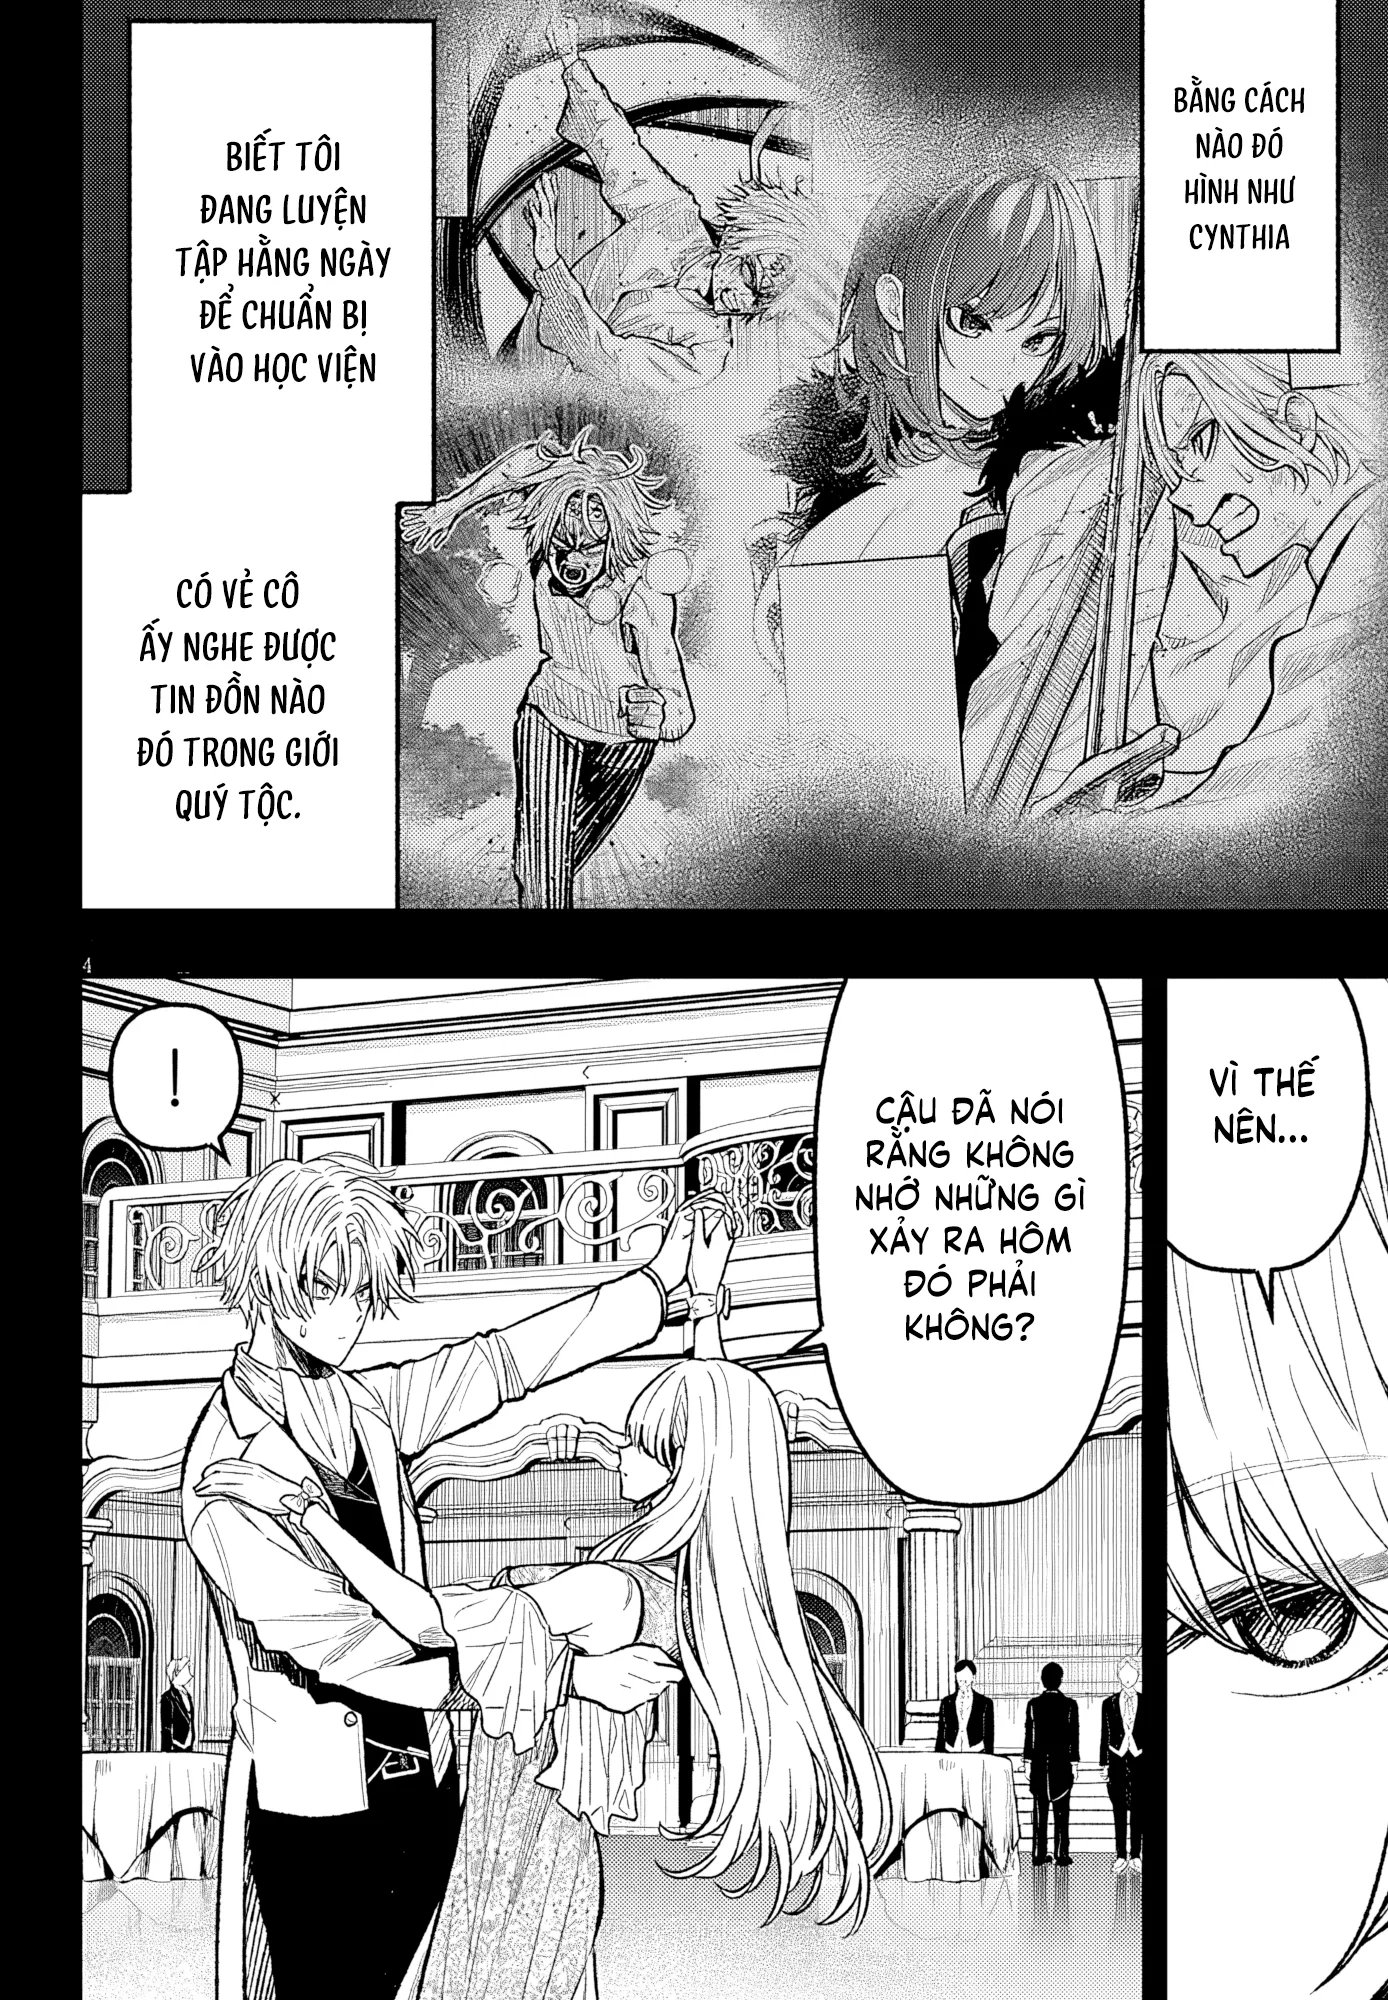 BẰNG CÁCH
NÀO ĐÓ
HÌNH NHƯ
CYNTHIA
BIẾT TÔI
ĐANG LUYỆN
TẬP HẰNG NGÀY
ĐỂ CHUẨN BỊ
VÀO HỌC VIỆN
CÓ VẺ CÔ
ẤY NGHE ĐƯỢC
TIN ĐỒN NÀO
ĐÓ TRONG GIỚI
QUÝ TỘC.
4
VÌ THẾ
NÊN...
CẬU ĐÃ NÓI
RẰNG KHÔNG
NHỚ NHỮNG GÌ
XẢY RA HÔM
ĐÓ PHẢI
KHÔNG?
!